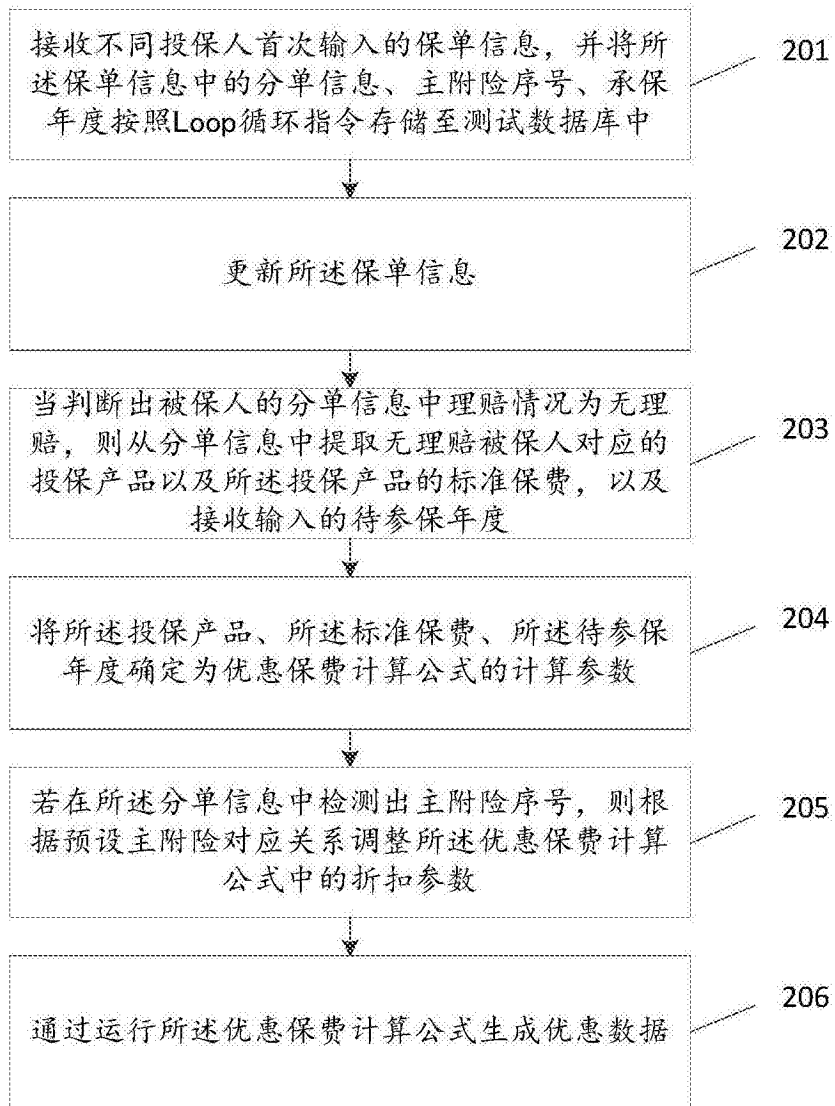 接收不同投保人首次输入的保单信息，并将所
述保单信息中的分单信息、主附险序号、承保
年度按照Loop循环指令存储至测试数据库中
201
更新所述保单信息
202
当判断出被保人的分单信息中理赔情况为无理
赔，则从分单信息中提取无理赔被保人对应的
投保产品以及所述投保产品的标准保费，以及
接收输入的待参保年度
203
将所述投保产品、所述标准保费、所述待参保
年度确定为优惠保费计算公式的计算参数
204
若在所述分单信息中检测出主附险序号，则根
据预设主附险对应关系调整所述优惠保费计算
公式中的折扣参数
205
通过运行所述优惠保费计算公式生成优惠数据
206